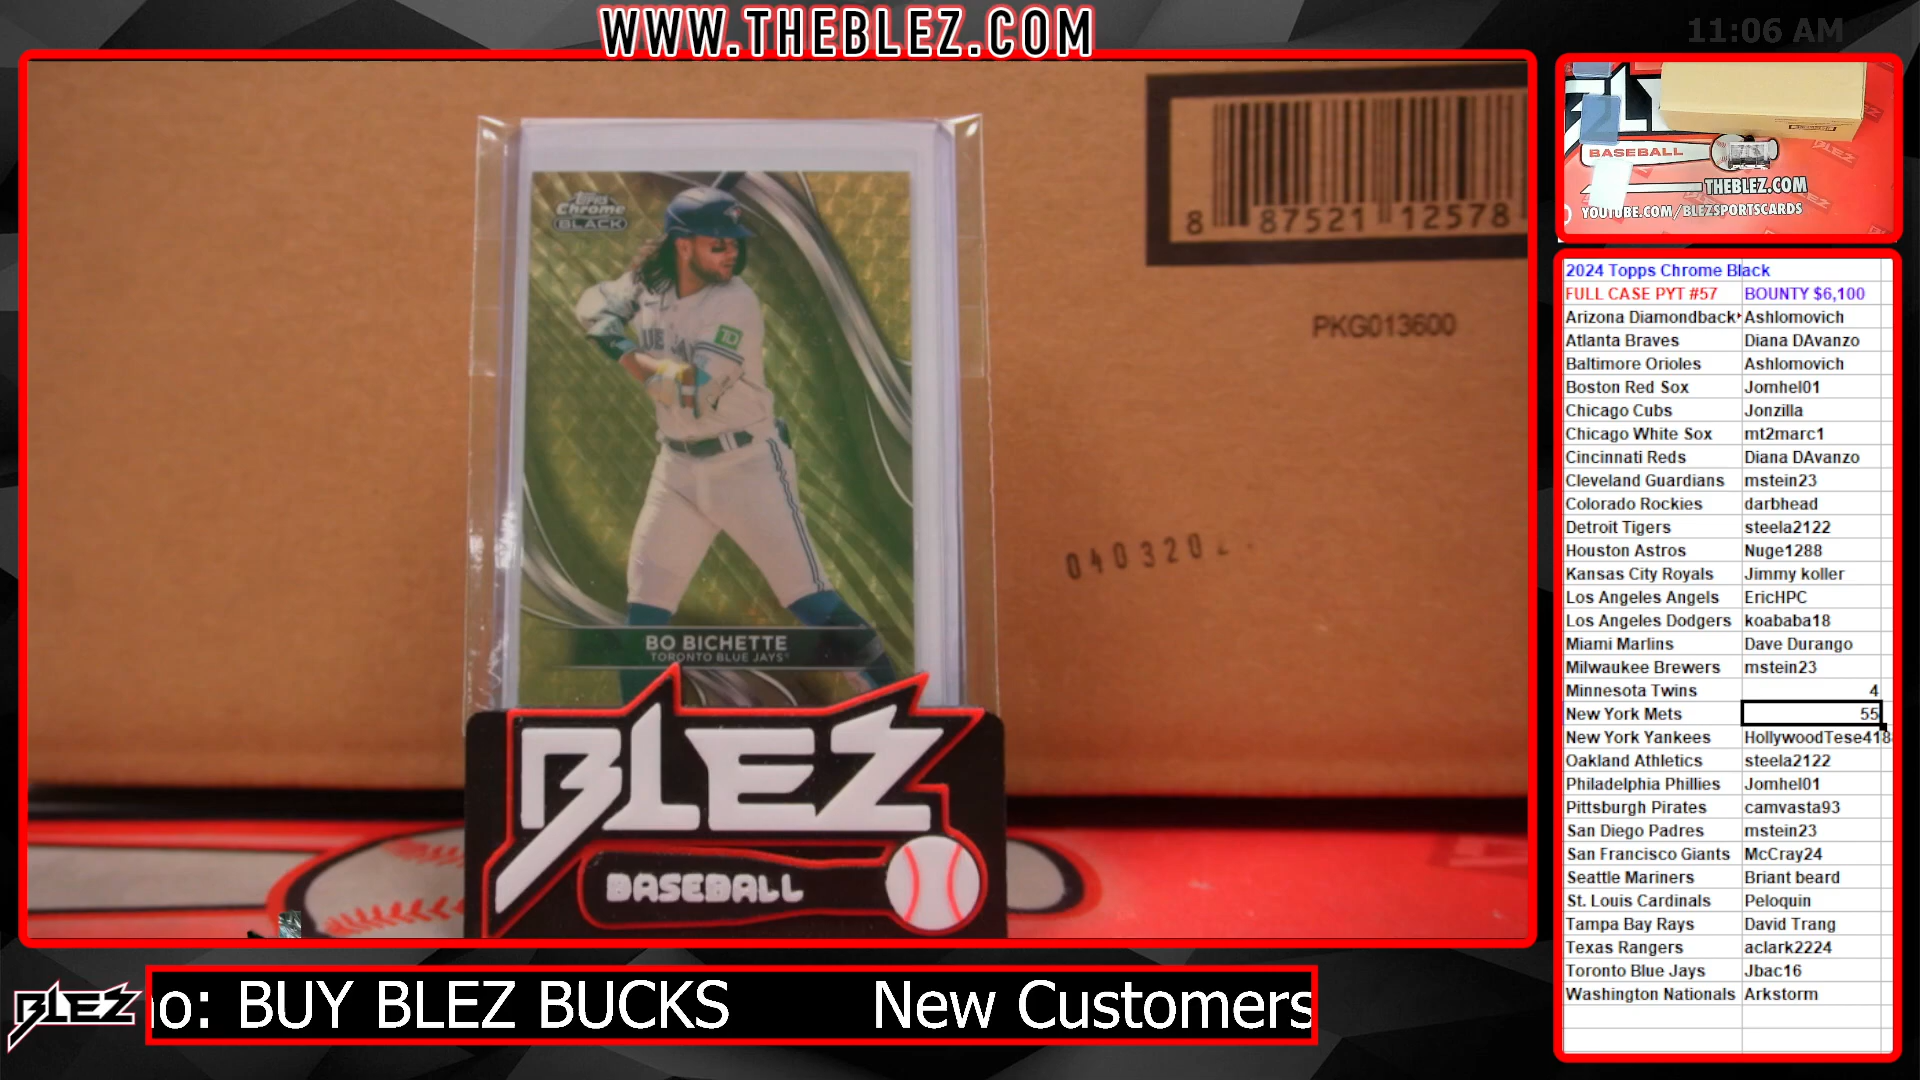 WWW.THEBLEZ.COM
11:06 AM
Topps
Chrome
BLACK
TD
BO BICHETTE
TORONTO BLUE JAYS
BLEZ
BASEBALL
8 87521 12578
PKG013600
040320
BASEBALL
BLEZ
THEBLEZ.COM
YOUTUBE.COM/BLEZSPORTSCARDS
2024 Topps Chrome Black
FULL CASE PYT #57 BOUNTY $6,100
Arizona Diamondback Ashlomovich
Atlanta Braves Diana DAvanzo
Baltimore Orioles Ashlomovich
Boston Red Sox Jomhel01
Chicago Cubs Jonzilla
Chicago White Sox mt2marc1
Cincinnati Reds Diana DAvanzo
Cleveland Guardians mstein23
Colorado Rockies darbhead
Detroit Tigers steela2122
Houston Astros Nuge1288
Kansas City Royals Jimmy koller
Los Angeles Angels EricHPC
Los Angeles Dodgers koababa18
Miami Marlins Dave Durango
Milwaukee Brewers mstein23
Minnesota Twins 4
New York Mets 55
New York Yankees HollywoodTese418
Oakland Athletics steela2122
Philadelphia Phillies Jomhel01
Pittsburgh Pirates camvasta93
San Diego Padres mstein23
San Francisco Giants McCray24
Seattle Mariners Briant beard
St. Louis Cardinals Peloquin
Tampa Bay Rays David Trang
Texas Rangers aclark2224
Toronto Blue Jays Jbac16
Washington Nationals Arkstorm
BLEZ
o: BUY BLEZ BUCKS New Customers